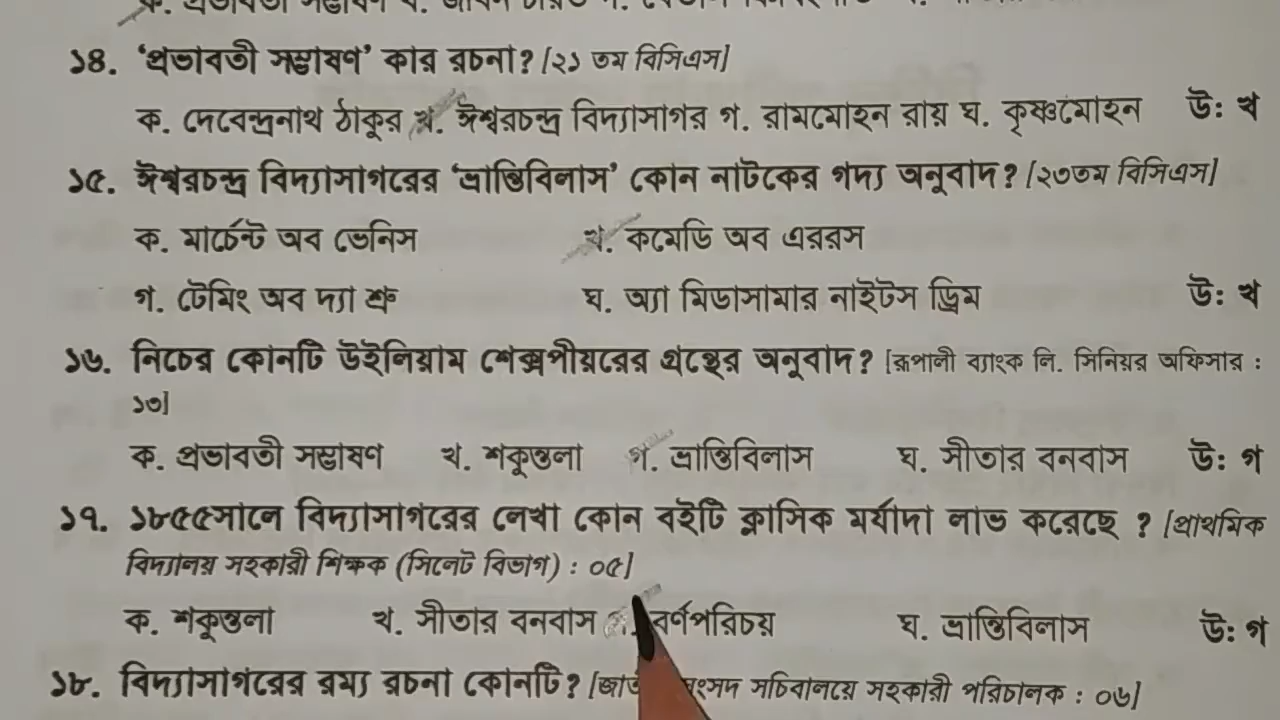 ১৪. ‘প্রভাবতী সম্ভাষণ’ কার রচনা? [২১ তম বিসিএস]
ক. দেবেন্দ্রনাথ ঠাকুর খ. ঈশ্বরচন্দ্র বিদ্যাসাগর গ. রামমোহন রায় ঘ. কৃষ্ণমোহন উ: খ
১৫. ঈশ্বরচন্দ্র বিদ্যাসাগরের ‘ভ্রান্তিবিলাস’ কোন নাটকের গদ্য অনুবাদ? [২৩তম বিসিএস]
ক. মার্চেন্ট অব ভেনিস খ. কমেডি অব এররস
গ. টেমিং অব দ্যা শ্রু ঘ. অ্যা মিডাসামার নাইটস ড্রিম উ: খ
১৬. নিচের কোনটি উইলিয়াম শেক্সপীয়রের গ্রন্থের অনুবাদ? [রূপালী ব্যাংক লি. সিনিয়র অফিসার :
১৩]
ক. প্রভাবতী সম্ভাষণ খ. শকুন্তলা গ. ভ্রান্তিবিলাস ঘ. সীতার বনবাস উ: গ
১৭. ১৮৫৫সালে বিদ্যাসাগরের লেখা কোন বইটি ক্লাসিক মর্যাদা লাভ করেছে ? [প্রাথমিক
বিদ্যালয় সহকারী শিক্ষক (সিলেট বিভাগ) : ০৫]
ক. শকুন্তলা খ. সীতার বনবাস বর্ণপরিচয় ঘ. ভ্রান্তিবিলাস উ: গ
১৮. বিদ্যাসাগরের রম্য রচনা কোনটি? সচিবালয়ে সহকারী পরিচালক : ০৬]